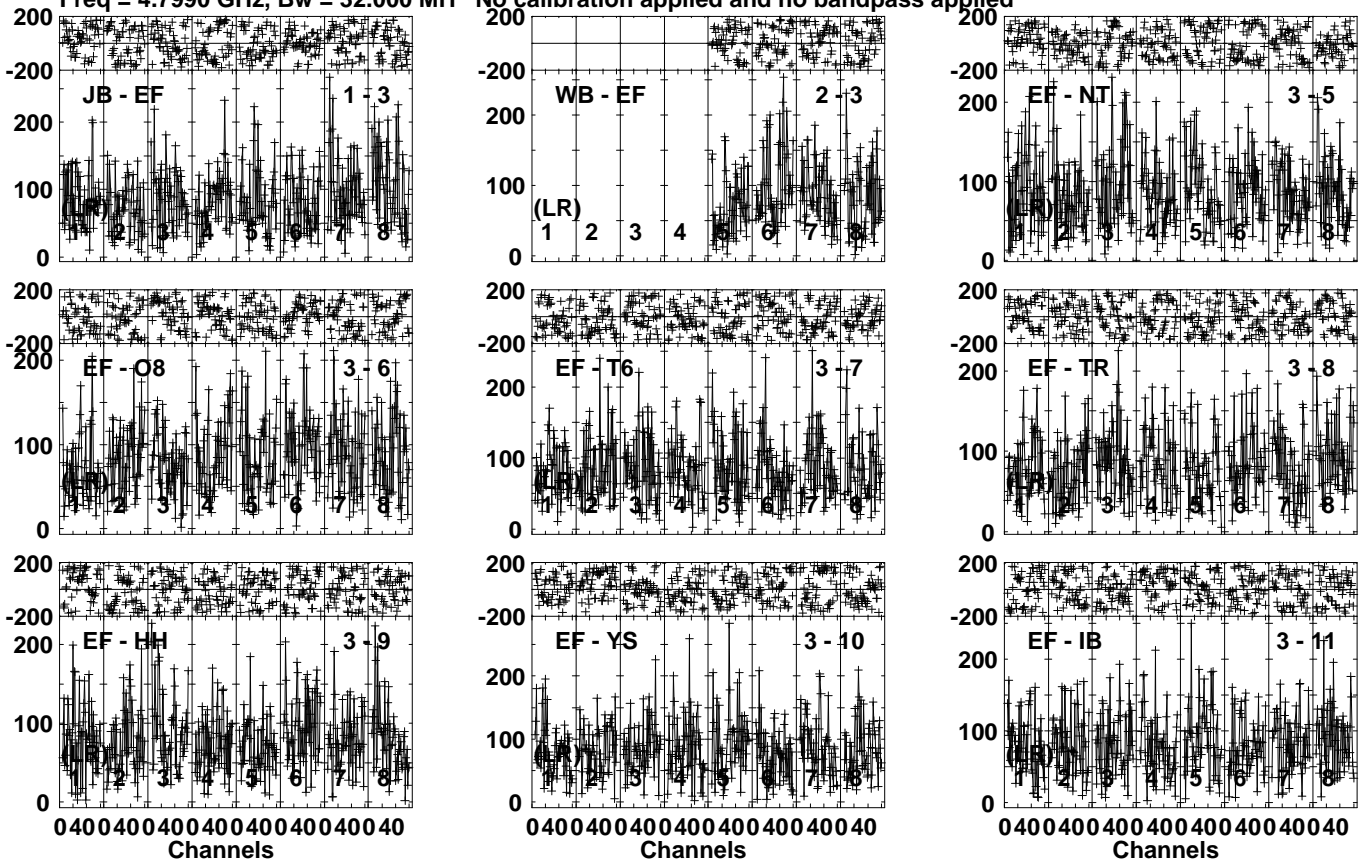 Freq = 4.7990 GHz, Bw = 32.000 MH No calibration applied and no bandpass applied
200
-200
JB - EF 1 - 3
200
100
0
(LR)
1 2 3 4 5 6 7 8
200
-200
WB - EF 2 - 3
200
100
0
(LR)
1 2 3 4 5 6 7 8
200
-200
EF - NT 3 - 5
200
100
0
(LR)
1 2 3 4 5 6 7 8
200
-200
EF - O8 3 - 6
200
100
0
(LR)
1 2 3 4 5 6 7 8
200
-200
EF - T6 3 - 7
200
100
0
(LR)
1 2 3 4 5 6 7 8
200
-200
EF - TR 3 - 8
200
100
0
(LR)
1 2 3 4 5 6 7 8
200
-200
EF - HH 3 - 9
200
100
0
(LR)
1 2 3 4 5 6 7 8
200
-200
EF - YS 3 - 10
200
100
0
(LR)
1 2 3 4 5 6 7 8
200
-200
EF - IB 3 - 11
200
100
0
(LR)
1 2 3 4 5 6 7 8
0 40 0 40 0 40 0 40 0 40 0 40 0 40 0 40
Channels
0 40 0 40 0 40 0 40 0 40 0 40 0 40 0 40
Channels
0 40 0 40 0 40 0 40 0 40 0 40 0 40 0 40
Channels